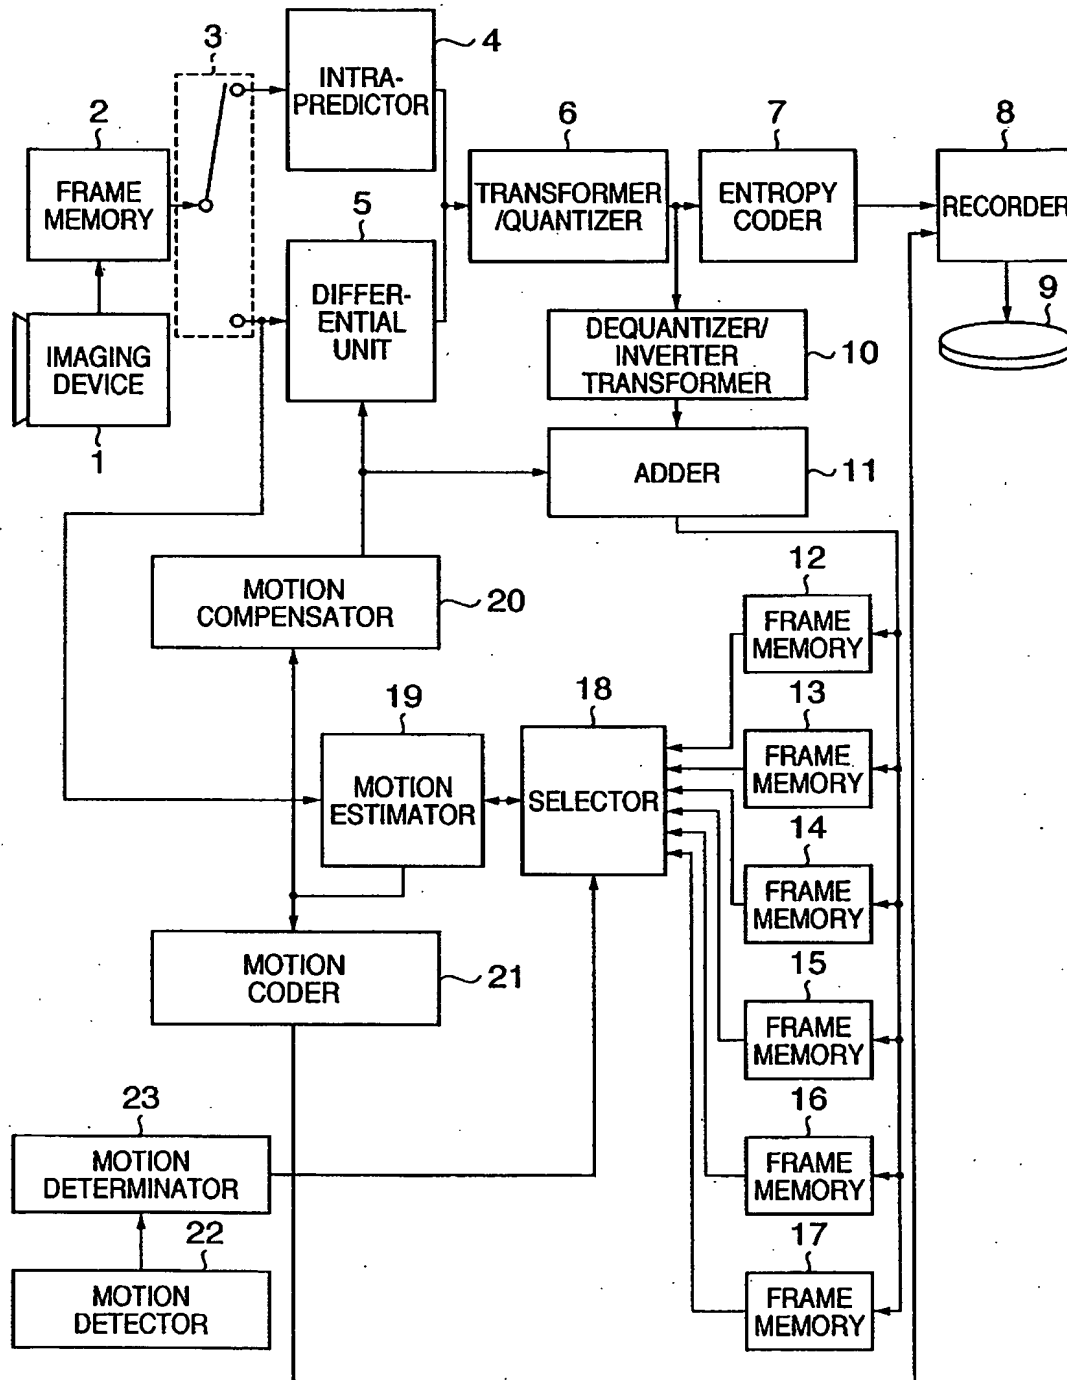 3
4
INTRA-
PREDICTOR
2
FRAME
MEMORY
6
TRANSFORMER
/QUANTIZER
7
ENTROPY
CODER
8
RECORDER
5
DIFFER-
ENTIAL
UNIT
9
IMAGING
DEVICE
1
DEQUANTIZER/
INVERTER
TRANSFORMER
10
ADDER
11
MOTION
COMPENSATOR
20
12
FRAME
MEMORY
19
MOTION
ESTIMATOR
18
SELECTOR
13
FRAME
MEMORY
14
FRAME
MEMORY
MOTION
CODER
21
15
FRAME
MEMORY
23
MOTION
DETERMINATOR
16
FRAME
MEMORY
22
MOTION
DETECTOR
17
FRAME
MEMORY